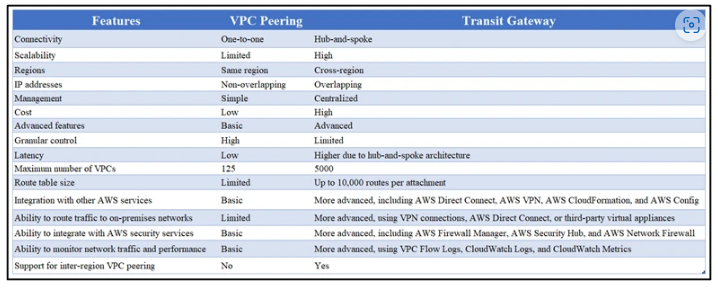 Features VPC Peering Transit Gateway
Connectivity One-to-one Hub-and-spoke
Scalability Limited High
Regions Same region Cross-region
IP addresses Non-overlapping Overlapping
Management Simple Centralized
Cost Low High
Advanced features Basic Advanced
Granular control High Limited
Latency Low Higher due to hub-and-spoke architecture
Maximum number of VPCs 125 5000
Route table size Limited Up to 10,000 routes per attachment
Integration with other AWS services Basic More advanced, including AWS Direct Connect, AWS VPN, AWS CloudFormation, and AWS Config
Ability to route traffic to on-premises networks Limited More advanced, using VPN connections, AWS Direct Connect, or third-party virtual appliances
Ability to integrate with AWS security services Basic More advanced, including AWS Firewall Manager, AWS Security Hub, and AWS Network Firewall
Ability to monitor network traffic and performance Basic More advanced, using VPC Flow Logs, CloudWatch Logs, and CloudWatch Metrics
Support for inter-region VPC peering No Yes